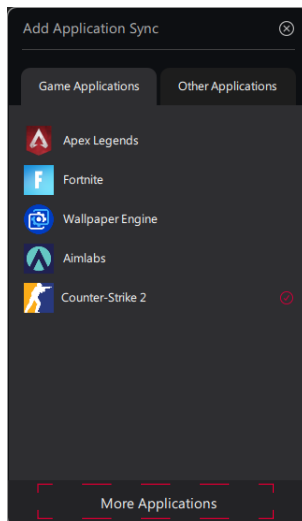 Add Application Sync
Game Applications
Other Applications
Apex Legends
F
Fortnite
Wallpaper Engine
Aimlabs
Counter-Strike 2
More Applications